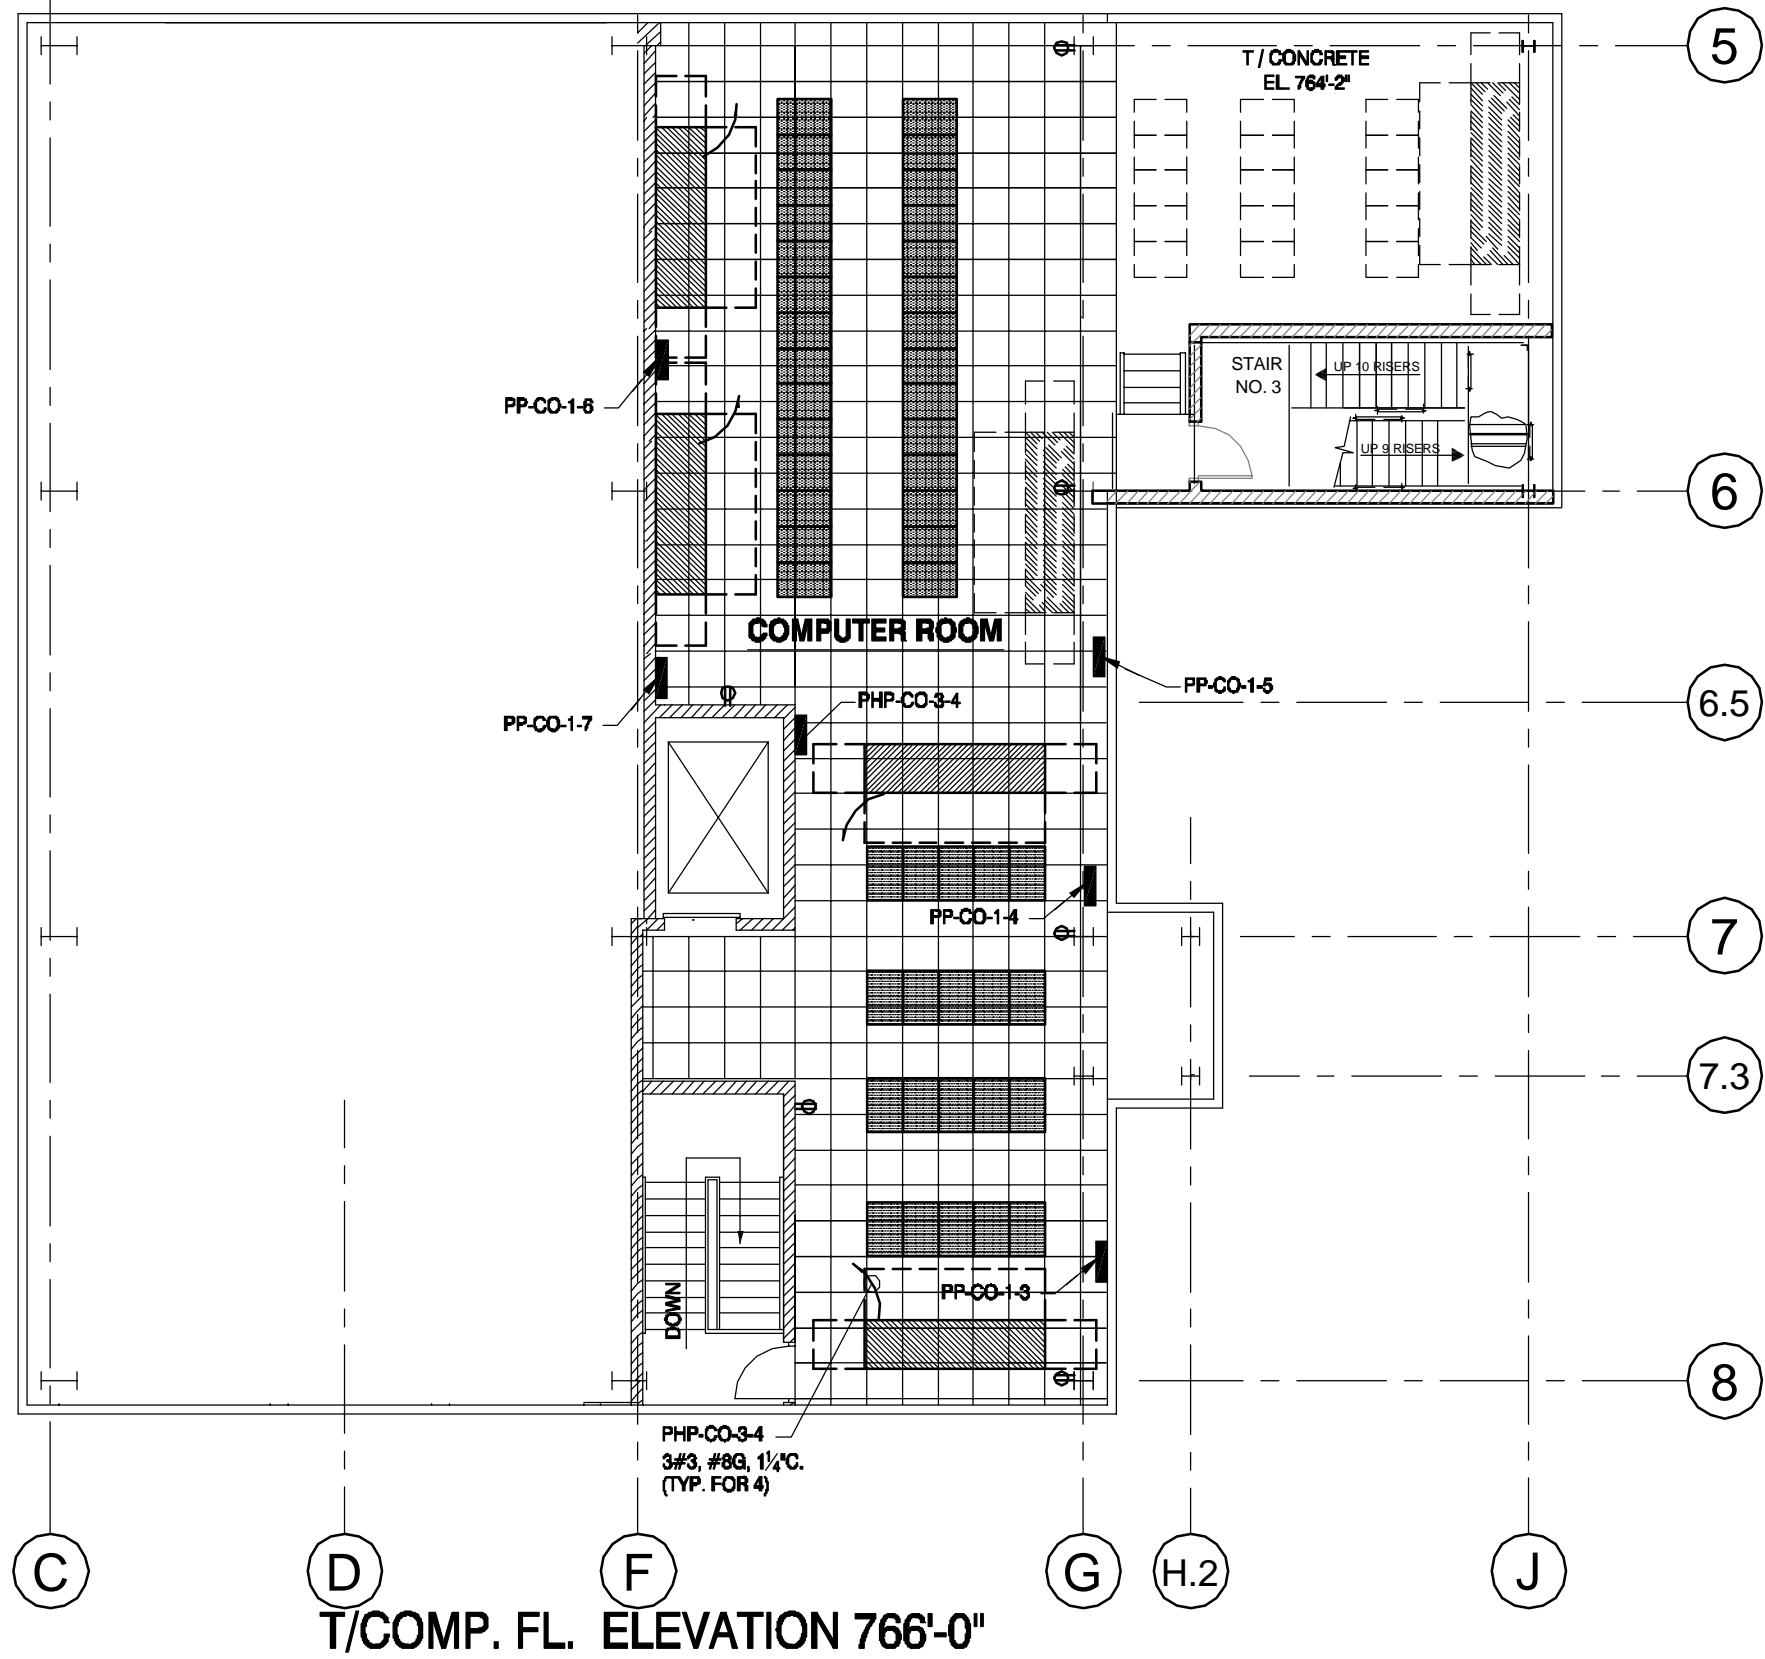 5
T / CONCRETE
EL. 764'-2"
STAIR
NO. 3
UP 10 RISERS
PP-CO-1-6
UP 9 RISERS
6
COMPUTER ROOM
PP-CO-1-5
PHP-CO-3-4
6.5
PP-CO-1-7
PP-CO-1-4
7
7.3
DOWN
PP-CO-1-3
8
PHP-CO-3-4
3#3, #8G, 1¼"C.
(TYP. FOR 4)
C D F G H.2 J
T/COMP. FL. ELEVATION 766'-0"